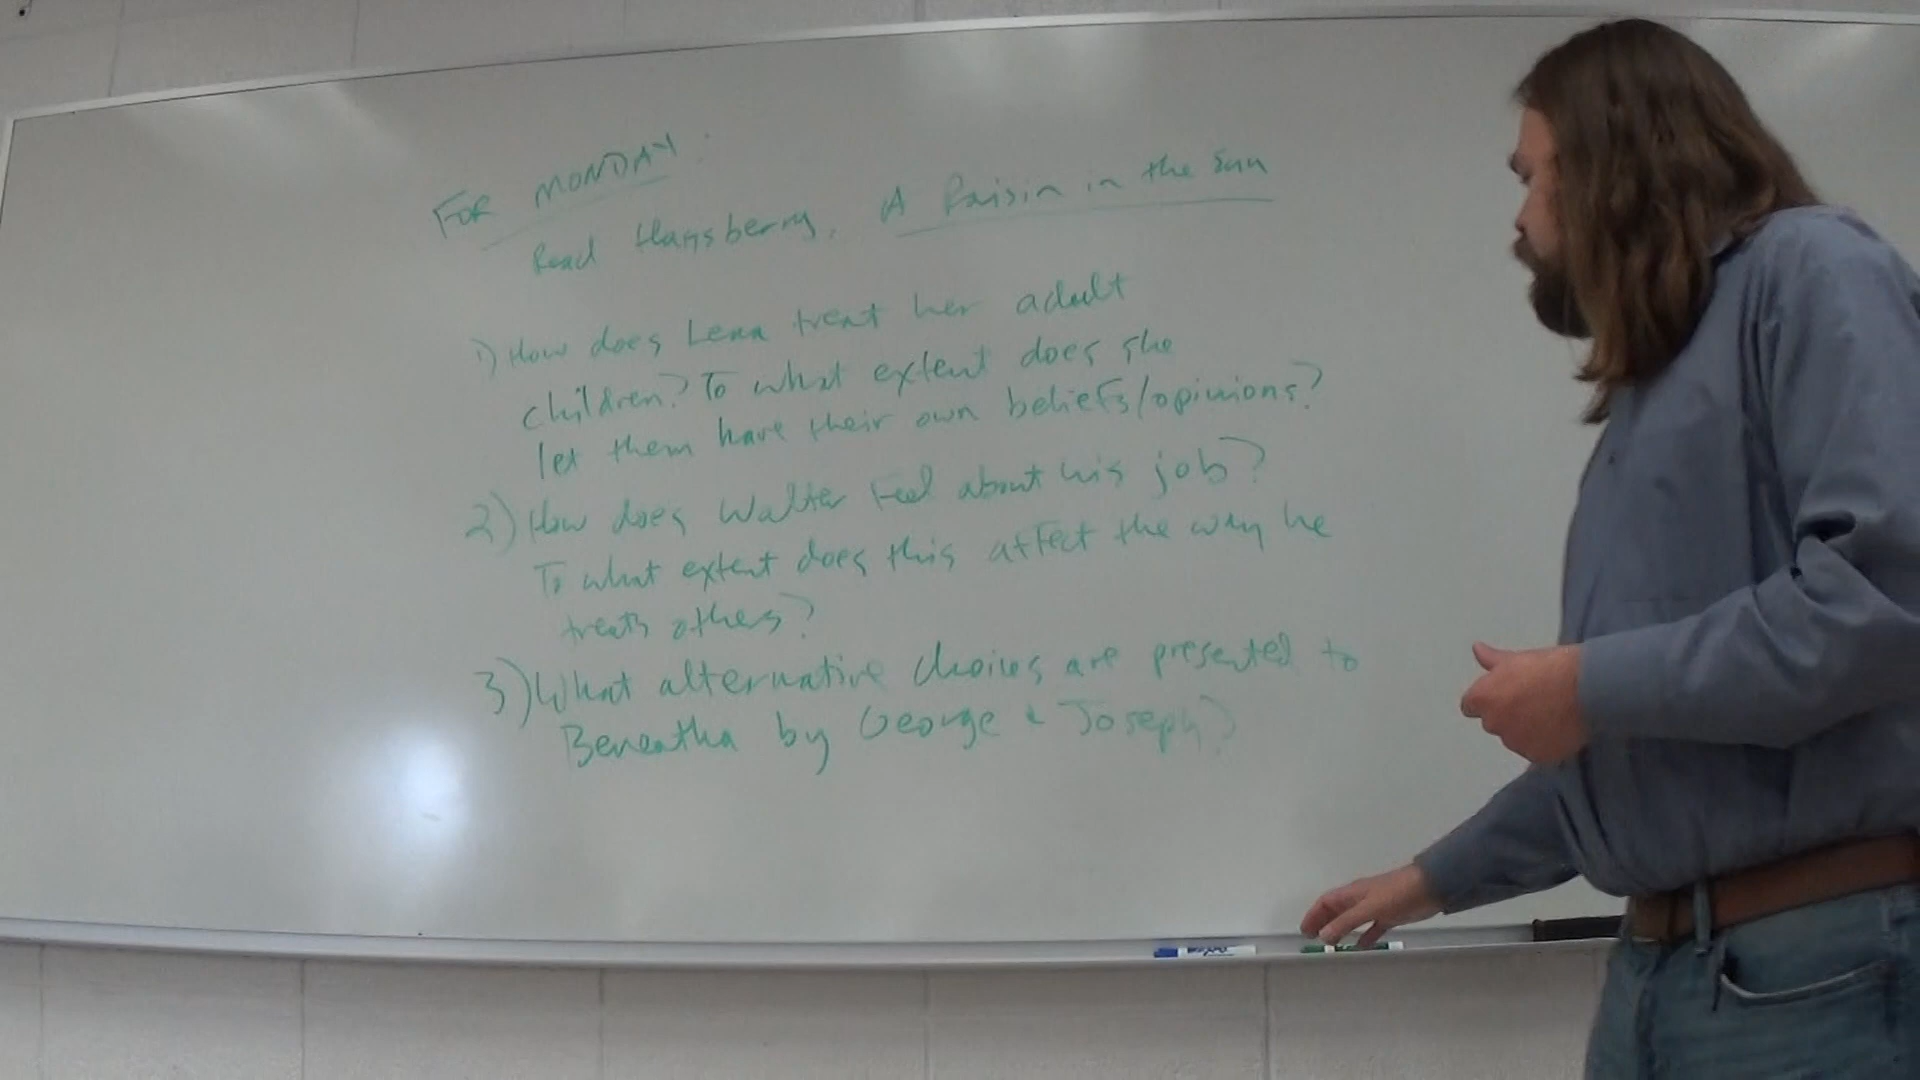 FOR MONDAY:
Read Hansberry, A Raisin in the Sun
1) How does Lena treat her adult
children? To what extent does she
let them have their own beliefs/opinions?
2) How does Walter feel about his job?
To what extent does this affect the way he
treats others?
3) What alternative choices are presented to
Beneatha by George & Joseph?
EXPO